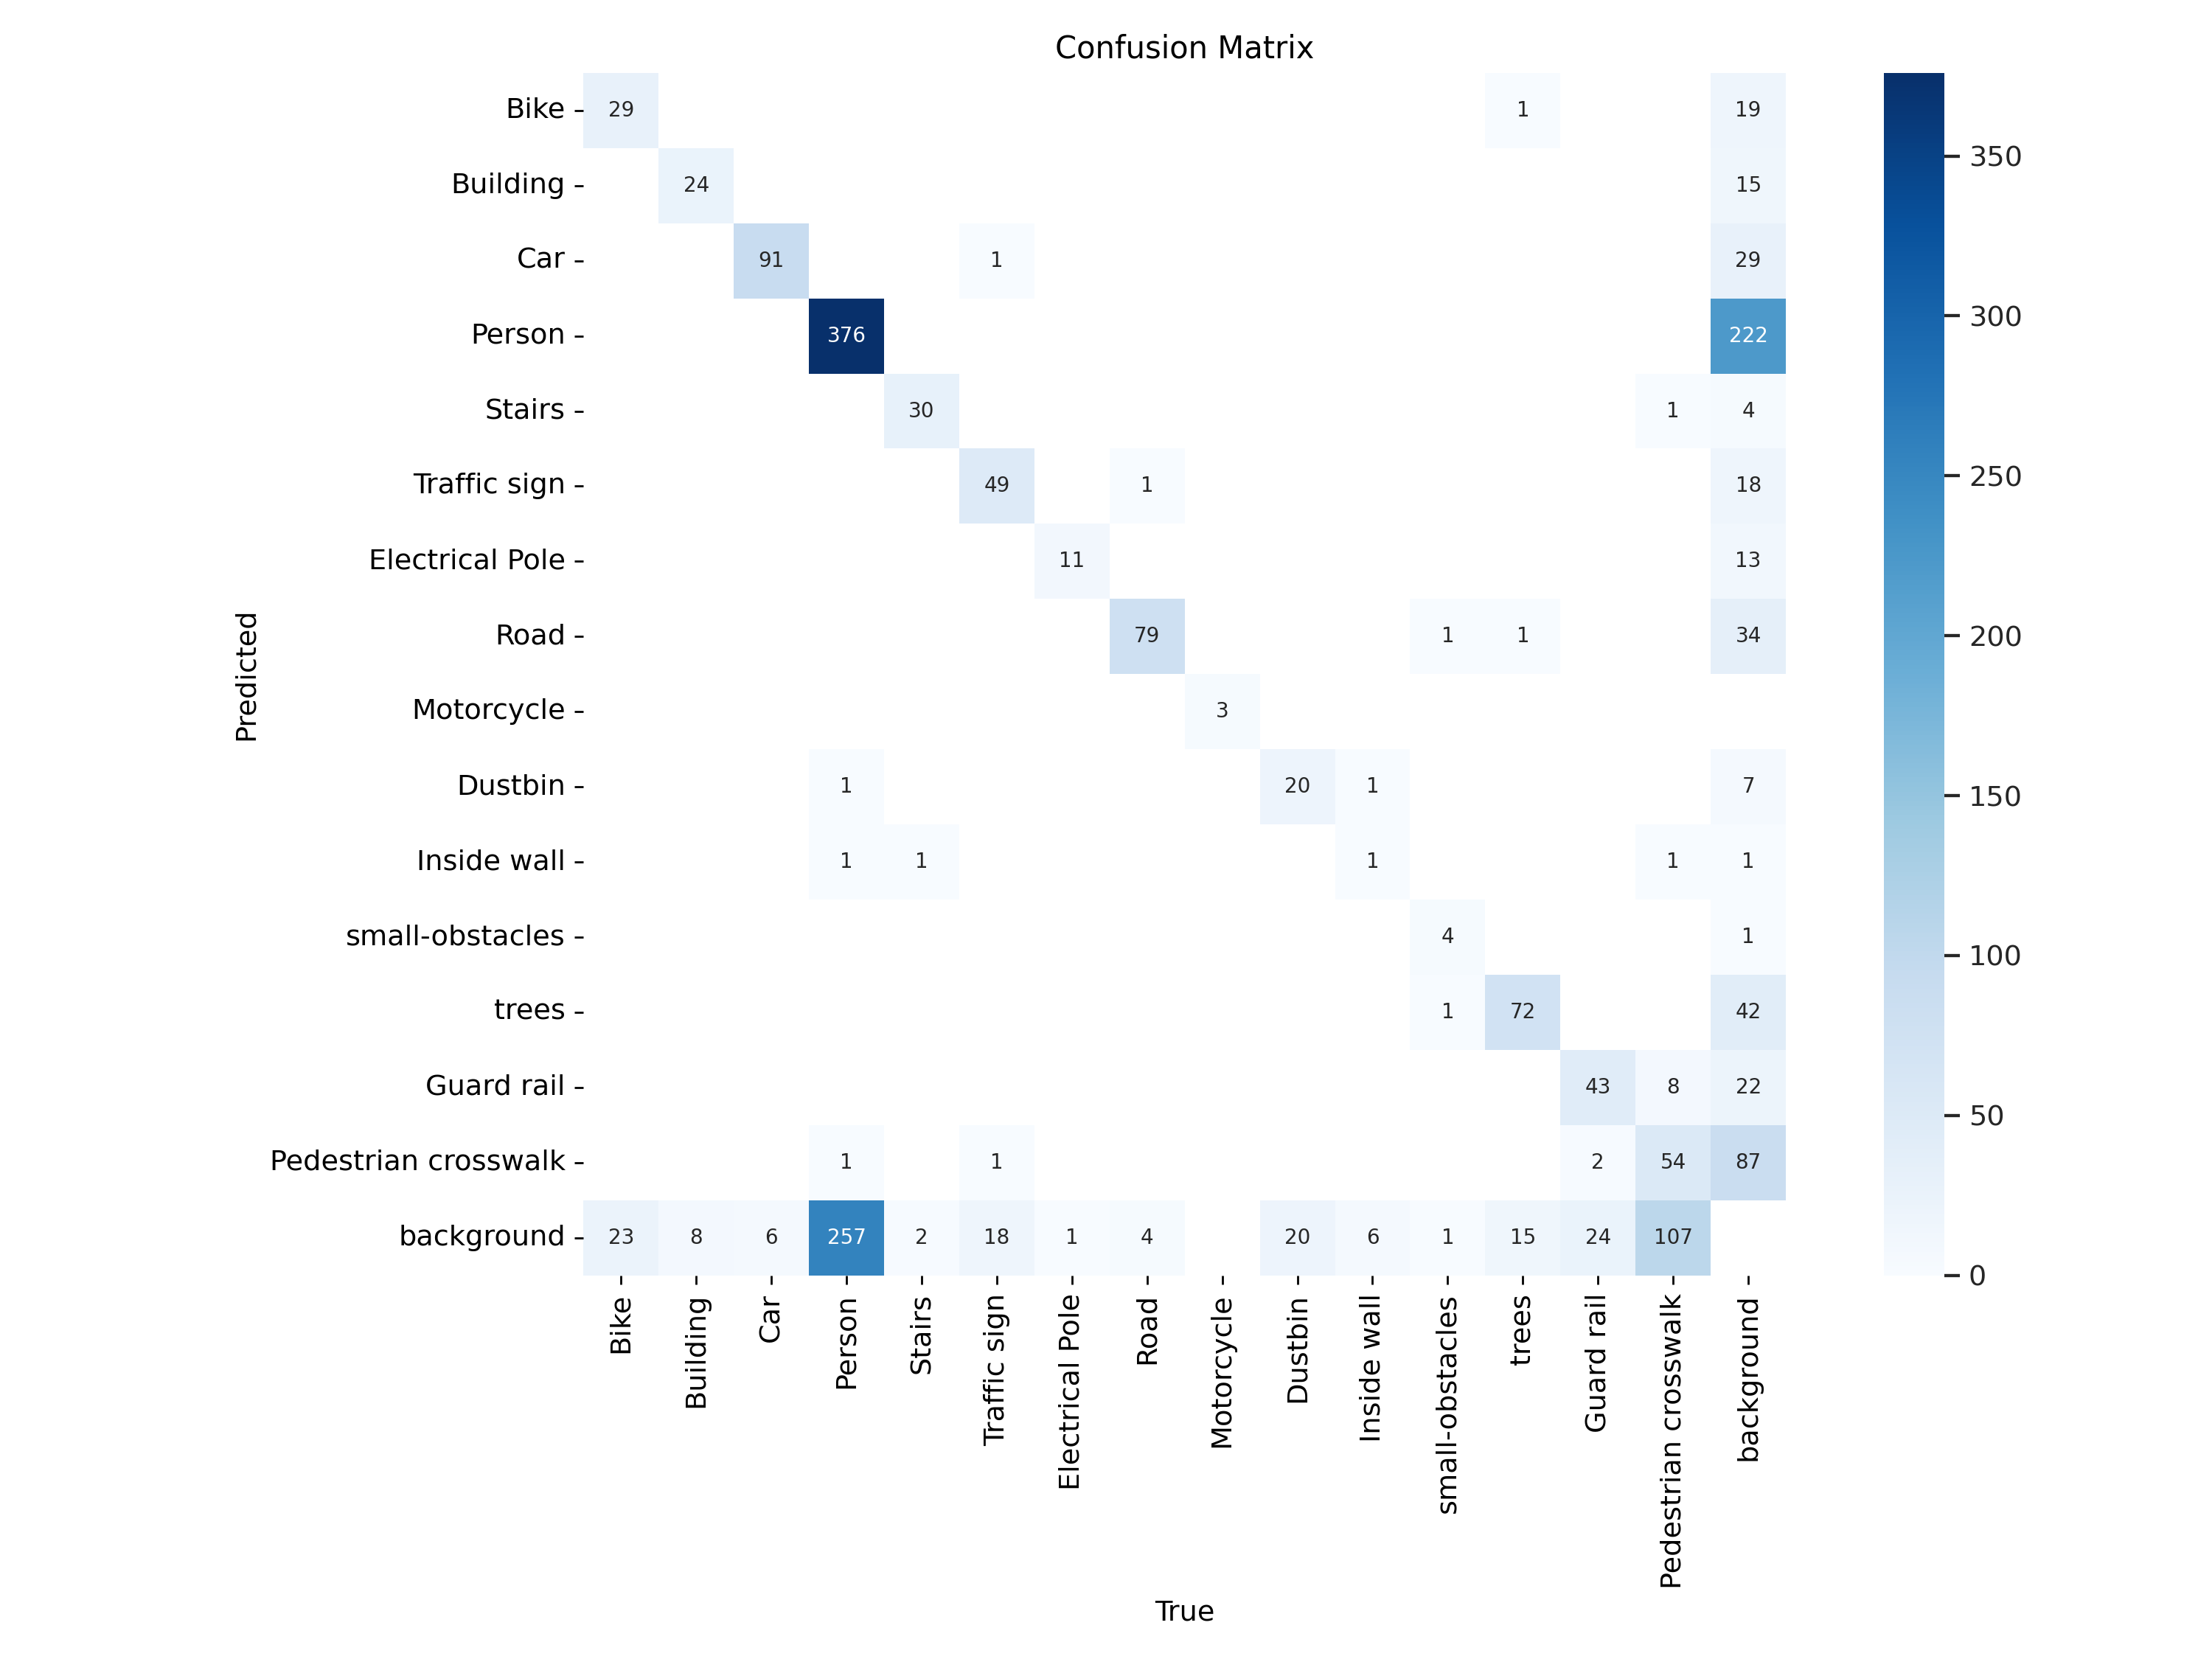 Confusion Matrix
Bike 29 1 19
Building 24 15
Car 91 1 29
Person 376 222
Stairs 30 1 4
Traffic sign 49 1 18
Electrical Pole 11 13
Road 79 1 1 34
Motorcycle 3
Dustbin 1 20 1 7
Inside wall 1 1 1 1 1
small-obstacles 4 1
trees 1 72 42
Guard rail 43 8 22
Pedestrian crosswalk 1 1 2 54 87
background 23 8 6 257 2 18 1 4 20 6 1 15 24 107
Predicted
Bike
Building
Car
Person
Stairs
Traffic sign
Electrical Pole
Road
Motorcycle
Dustbin
Inside wall
small-obstacles
trees
Guard rail
Pedestrian crosswalk
background
True
350
300
250
200
150
100
50
0